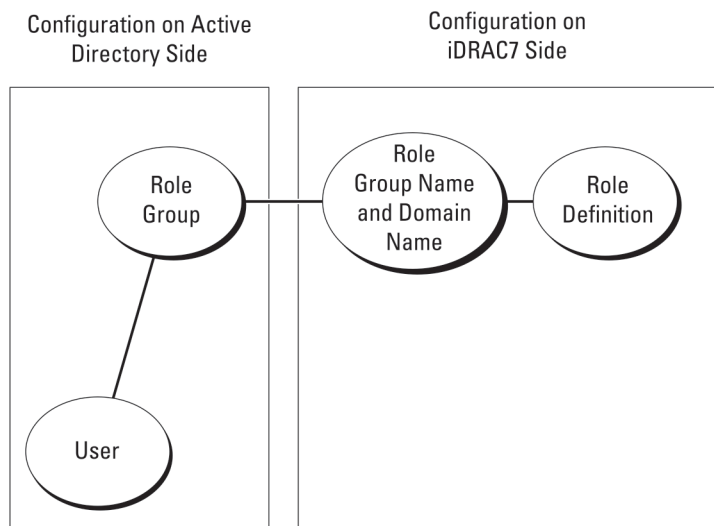 Configuration on Active
Directory Side
Configuration on
iDRAC7 Side
Role
Group
Role
Group Name
and Domain
Name
Role
Definition
User